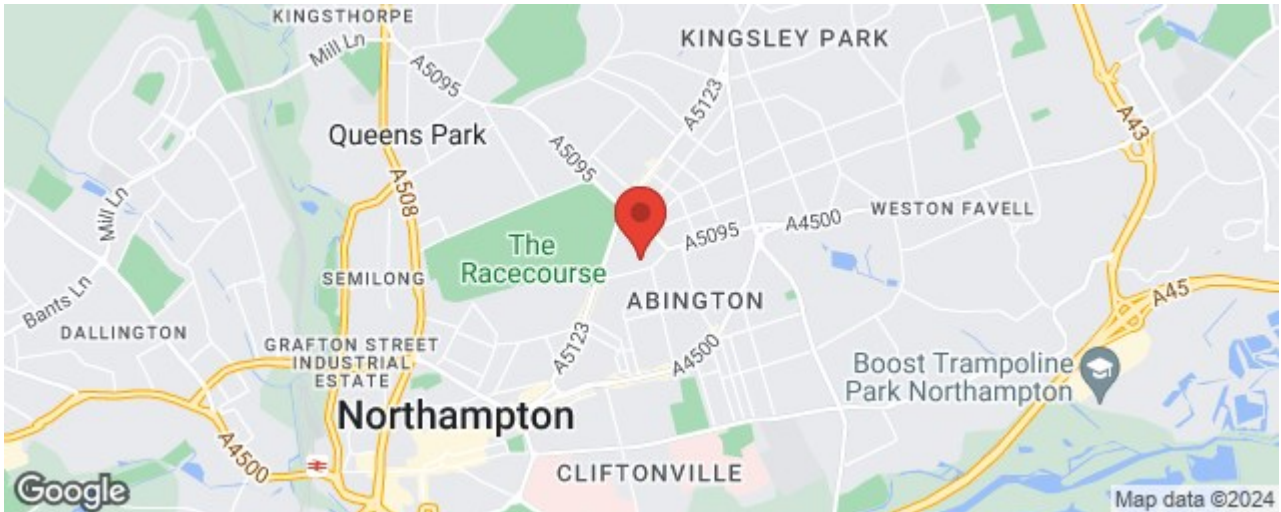 KINGSTHORPE
Mill Ln
A5095
KINGSLEY PARK
A5123
A43
Queens Park
A5095
A508
Mill Ln
The
Racecourse
A5095
A4500
WESTON FAVELL
SEMILONG
ABINGTON
A45
Bants Ln
DALLINGTON
GRAFTON STREET
INDUSTRIAL
ESTATE
A5123
A4500
Boost Trampoline
Park Northampton
Northampton
A4500
CLIFTONVILLE
Google
Map data ©2024